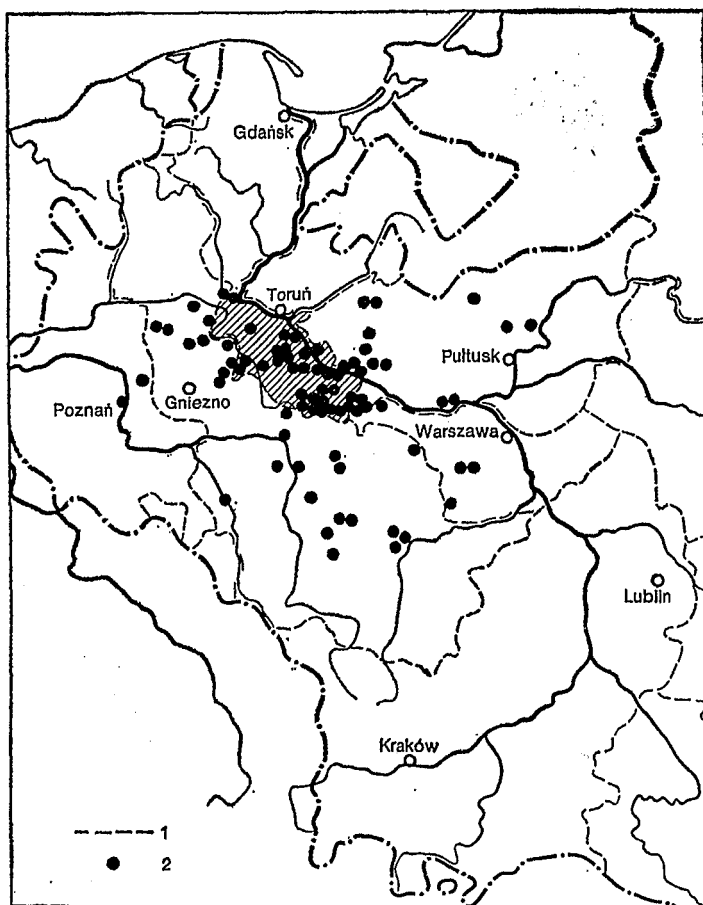 Gdańsk
Toruń
Pułtusk
Poznań
Gniezno
Warszawa
Lublin
Kraków
1
2